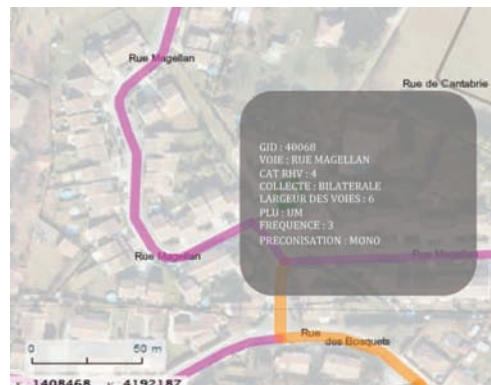 Rue Magellan
Rue de Cantabrie
GID : 40068
VOIE : RUE MAGELLAN
CAT RHV : 4
COLLECTE : BILATERALE
LARGEUR DES VOIES : 6
PLU : UM
FREQUENCE : 3
PRECONISATION : MONO
Rue Magellan
Rue Magellan
Rue
des Bosquets
0 50 m
x: 1408468 y: 4192187